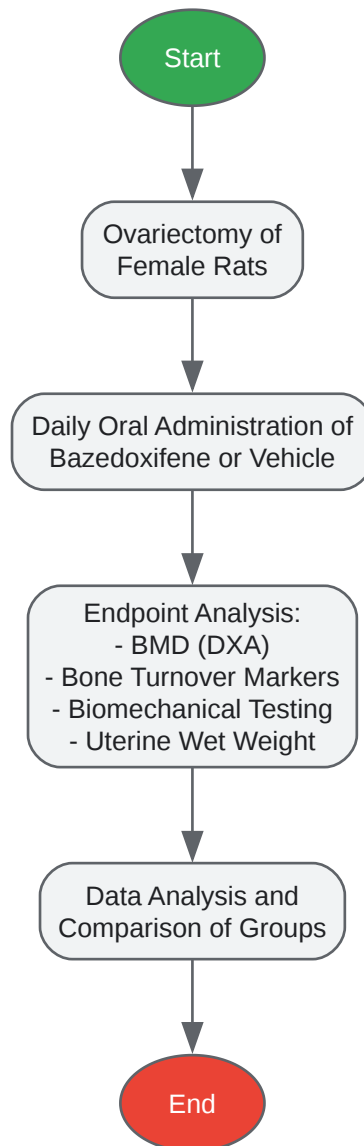 Start
Ovariectomy of
Female Rats
Daily Oral Administration of
Bazedoxifene or Vehicle
Endpoint Analysis:
- BMD (DXA)
- Bone Turnover Markers
- Biomechanical Testing
- Uterine Wet Weight
Data Analysis and
Comparison of Groups
End